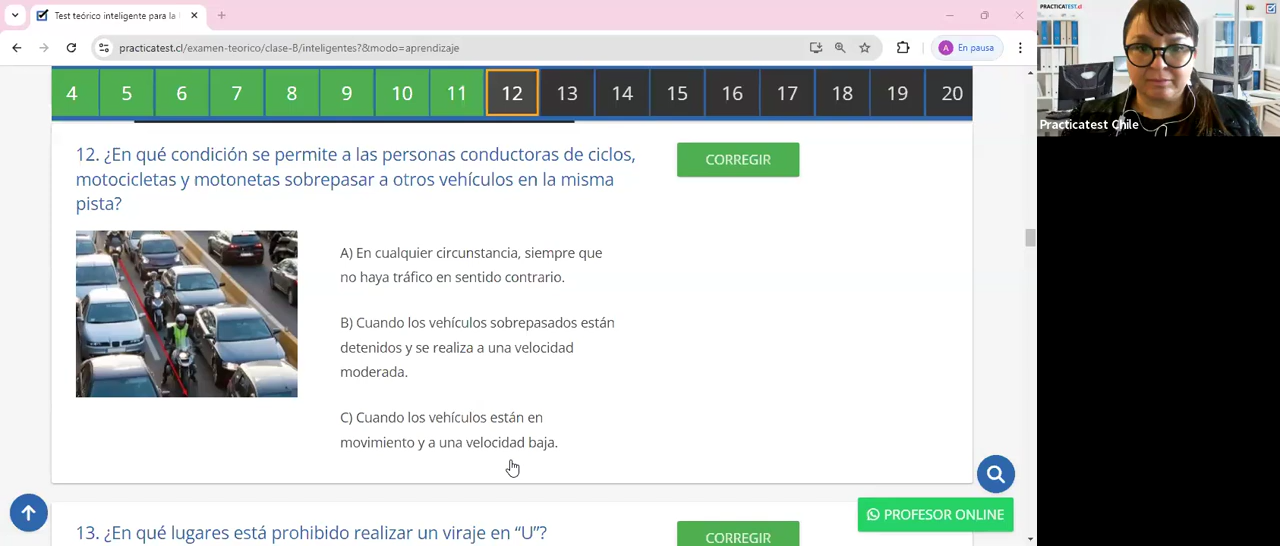 Test teórico inteligente para la
practicatest.cl/examen-teorico/clase-B/inteligentes?&modo=aprendizaje
A
En pausa
PRACTICATEST.cl
4 5 6 7 8 9 10 11 12 13 14 15 16 17 18 19 20
Practicatest Chile
12. ¿En qué condición se permite a las personas conductoras de ciclos,
motocicletas y motonetas sobrepasar a otros vehículos en la misma
pista?
CORREGIR
A) En cualquier circunstancia, siempre que
no haya tráfico en sentido contrario.
B) Cuando los vehículos sobrepasados están
detenidos y se realiza a una velocidad
moderada.
C) Cuando los vehículos están en
movimiento y a una velocidad baja.
PROFESOR ONLINE
13. ¿En qué lugares está prohibido realizar un viraje en “U”?
CORREGIR